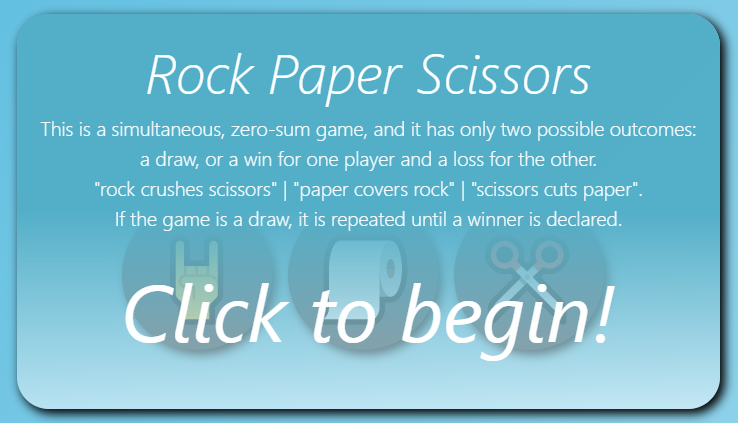 Rock Paper Scissors
This is a simultaneous, zero-sum game, and it has only two possible outcomes:
a draw, or a win for one player and a loss for the other.
"rock crushes scissors" | "paper covers rock" | "scissors cuts paper".
If the game is a draw, it is repeated until a winner is declared.
Click to begin!